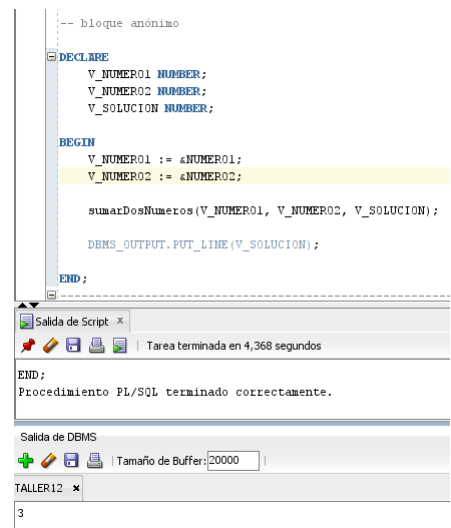 -- bloque anónimo
DECLARE
V_NUMERO1 NUMBER;
V_NUMERO2 NUMBER;
V_SOLUCION NUMBER;
BEGIN
V_NUMERO1 := &NUMERO1;
V_NUMERO2 := &NUMERO2;
sumarDosNumeros(V_NUMERO1, V_NUMERO2, V_SOLUCION);
DBMS_OUTPUT.PUT_LINE(V_SOLUCION);
END;
Salida de Script x
Tarea terminada en 4,368 segundos
END;
Procedimiento PL/SQL terminado correctamente.
Salida de DBMS
Tamaño de Buffer: 20000
TALLER12 x
3